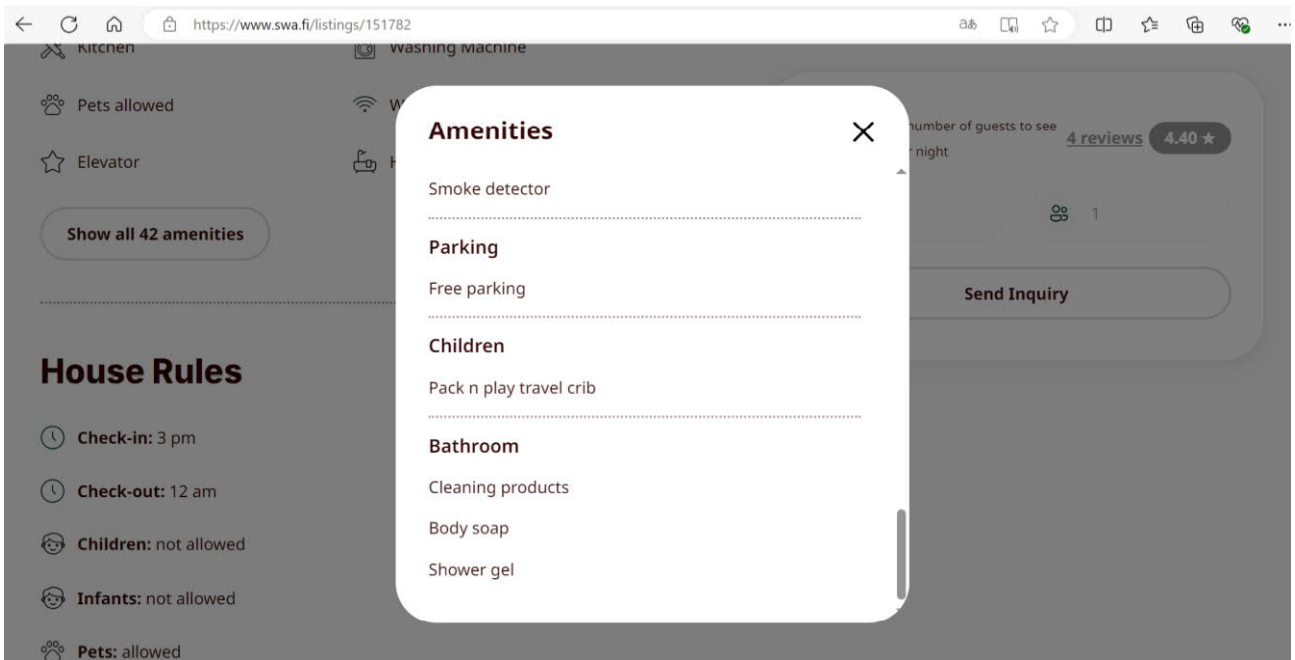 https://www.swa.fi/listings/151782
Kitchen
Washing Machine
Pets allowed
W
Elevator
H
Show all 42 amenities
House Rules
Check-in: 3 pm
Check-out: 12 am
Children: not allowed
Infants: not allowed
Pets: allowed
Amenities
Smoke detector
Parking
Free parking
Children
Pack n play travel crib
Bathroom
Cleaning products
Body soap
Shower gel
number of guests to see
night
4 reviews
4.40 ★
1
Send Inquiry